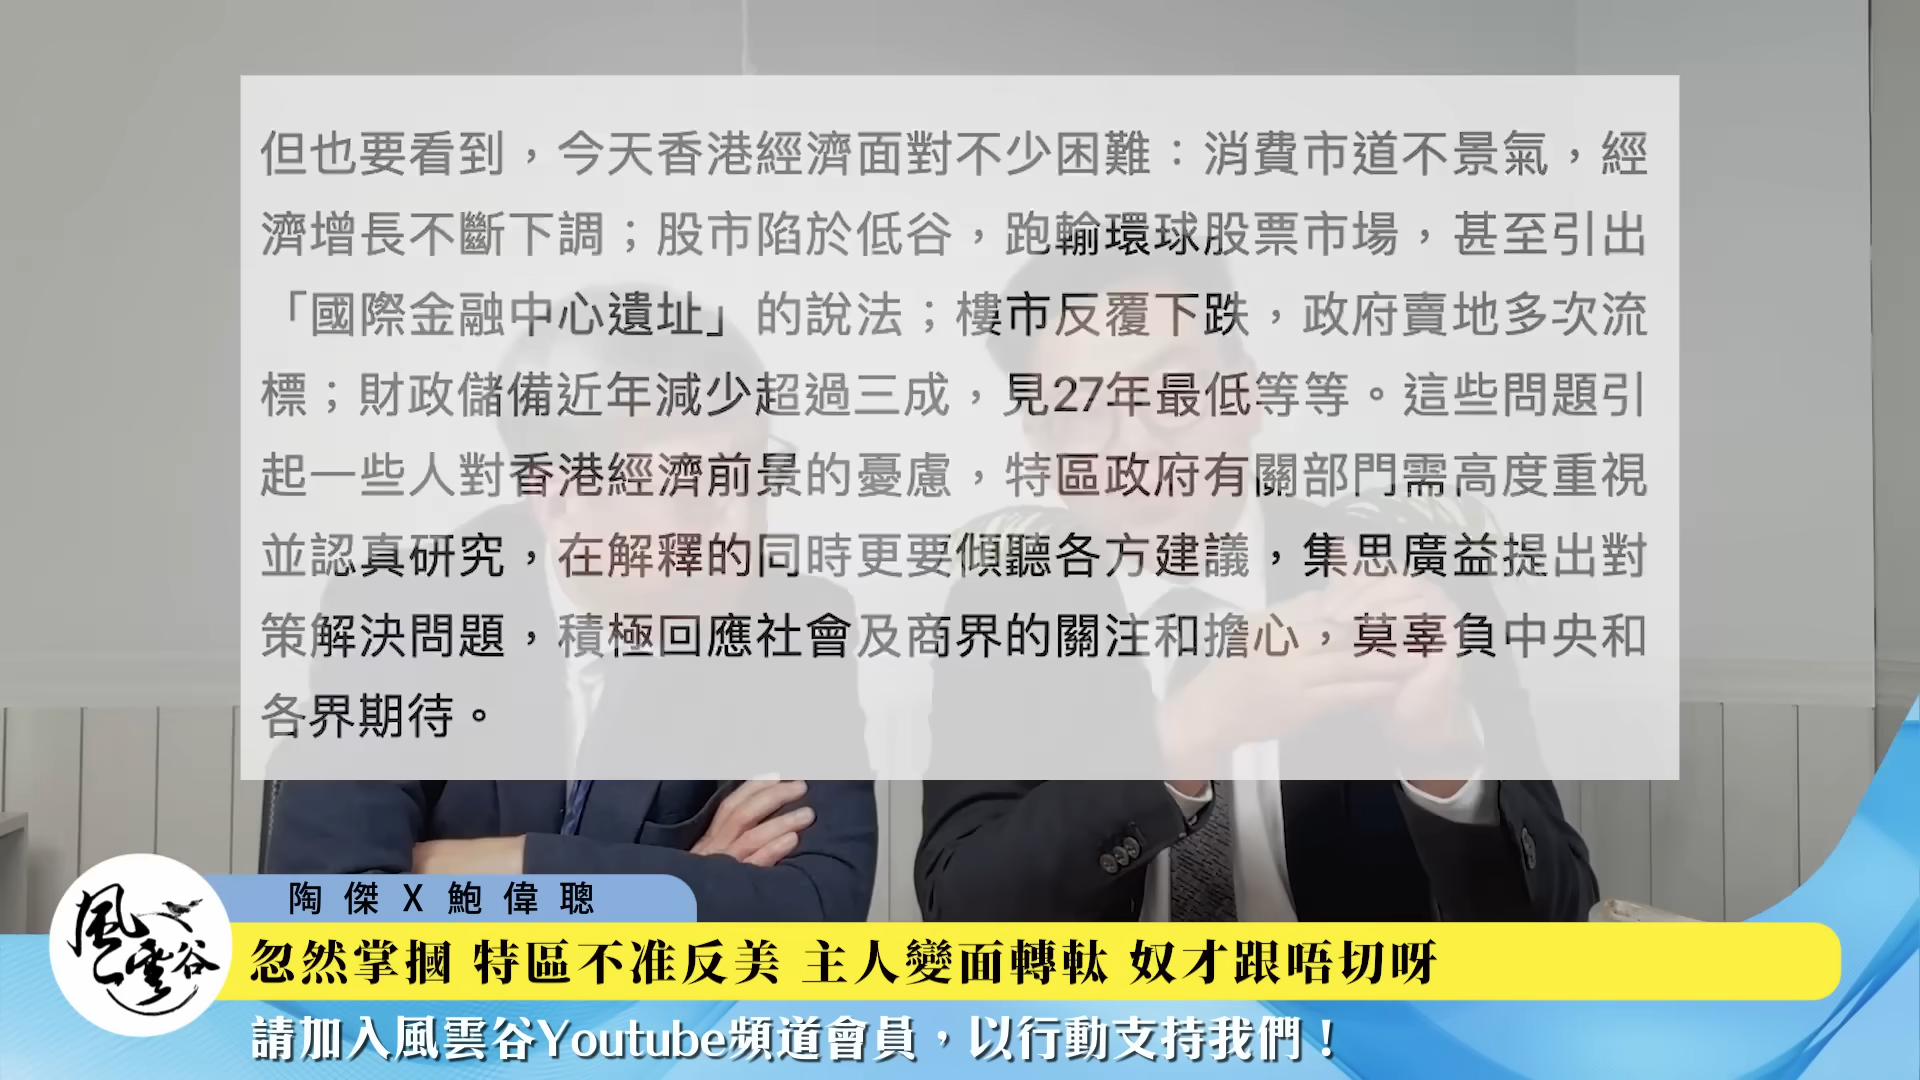 但也要看到，今天香港經濟面對不少困難：消費市道不景氣，經
濟增長不斷下調；股市陷於低谷，跑輸環球股票市場，甚至引出
「國際金融中心遺址」的說法；樓市反覆下跌，政府賣地多次流
標；財政儲備近年減少超過三成，見27年最低等等。這些問題引
起一些人對香港經濟前景的憂慮，特區政府有關部門需高度重視
並認真研究，在解釋的同時更要傾聽各方建議，集思廣益提出對
策解決問題，積極回應社會及商界的關注和擔心，莫辜負中央和
各界期待。
風雲谷
陶傑X鮑偉聰
忽然掌摑 特區不准反美 主人變面轉軚 奴才跟唔切呀
請加入風雲谷Youtube頻道會員，以行動支持我們！